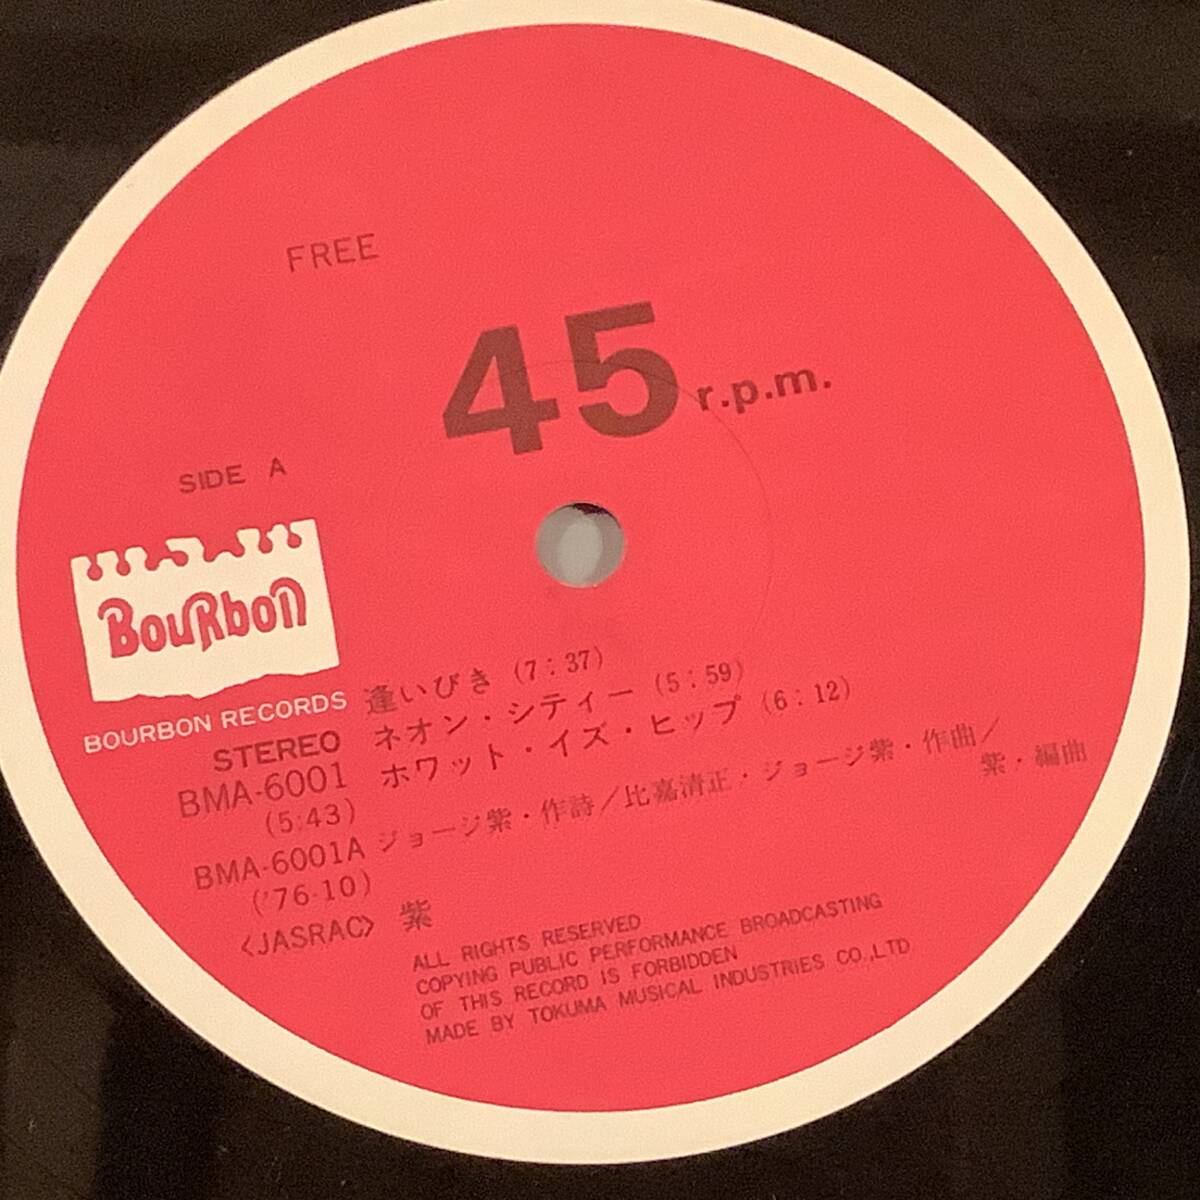 FREE
45 r.p.m.
SIDE A
BouRbon
BOURBON RECORDS
STEREO
BMA-6001
(5:43)
BMA-6001A
('76·10)
<JASRAC>
逢いびき (7:37)
ネオン・シティー (5:59)
ホワット・イズ・ヒップ (6:12)
ジョージ紫・作詩/比嘉清正・ジョージ紫・作曲/
紫・編曲
紫
ALL RIGHTS RESERVED
COPYING PUBLIC PERFORMANCE BROADCASTING
OF THIS RECORD IS FORBIDDEN
MADE BY TOKUMA MUSICAL INDUSTRIES CO.,LTD